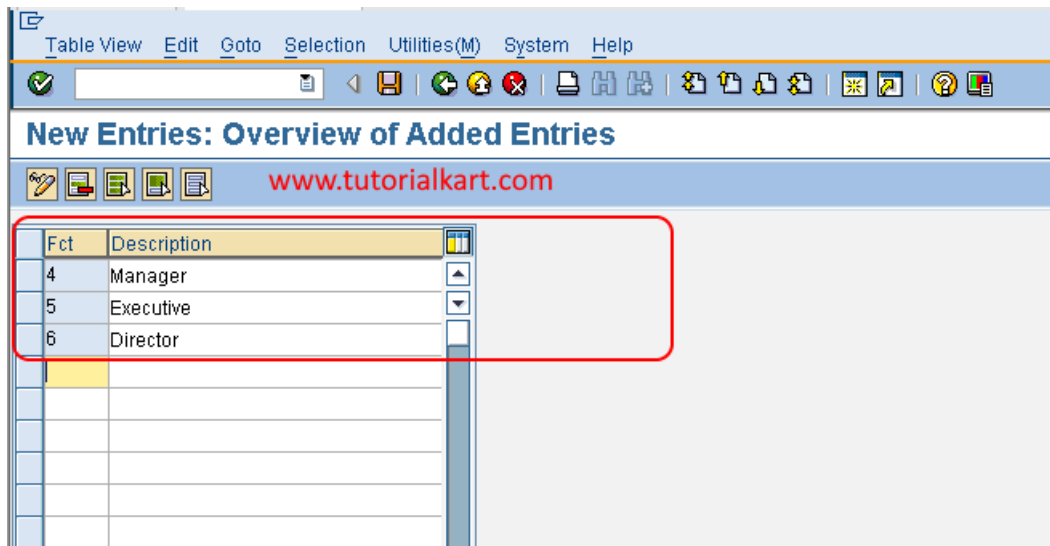 Table View Edit Goto Selection Utilities(M) System Help
New Entries: Overview of Added Entries
www.tutorialkart.com
Fct Description
4 Manager
5 Executive
6 Director